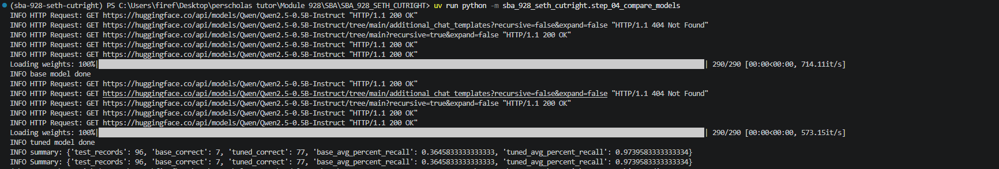 (sba-928-seth-cutright) PS C:\Users\firef\Desktop\perscholas tutor\Module 928\SBA\SBA_928_SETH_CUTRIGHT> uv run python -m sba_928_seth_cutright.step_04_compare_models
INFO HTTP Request: GET https://huggingface.co/api/models/Qwen/Qwen2.5-0.5B-Instruct "HTTP/1.1 200 OK"
INFO HTTP Request: GET https://huggingface.co/api/models/Qwen/Qwen2.5-0.5B-Instruct/tree/main/additional_chat_templates?recursive=false&expand=false "HTTP/1.1 404 Not Found"
INFO HTTP Request: GET https://huggingface.co/api/models/Qwen/Qwen2.5-0.5B-Instruct/tree/main?recursive=true&expand=false "HTTP/1.1 200 OK"
INFO HTTP Request: GET https://huggingface.co/api/models/Qwen/Qwen2.5-0.5B-Instruct "HTTP/1.1 200 OK"
INFO HTTP Request: GET https://huggingface.co/api/models/Qwen/Qwen2.5-0.5B-Instruct "HTTP/1.1 200 OK"
Loading weights: 100%| | 290/290 [00:00<00:00, 714.11it/s]
INFO base model done
INFO HTTP Request: GET https://huggingface.co/api/models/Qwen/Qwen2.5-0.5B-Instruct "HTTP/1.1 200 OK"
INFO HTTP Request: GET https://huggingface.co/api/models/Qwen/Qwen2.5-0.5B-Instruct/tree/main/additional_chat_templates?recursive=false&expand=false "HTTP/1.1 404 Not Found"
INFO HTTP Request: GET https://huggingface.co/api/models/Qwen/Qwen2.5-0.5B-Instruct/tree/main?recursive=true&expand=false "HTTP/1.1 200 OK"
INFO HTTP Request: GET https://huggingface.co/api/models/Qwen/Qwen2.5-0.5B-Instruct "HTTP/1.1 200 OK"
INFO HTTP Request: GET https://huggingface.co/api/models/Qwen/Qwen2.5-0.5B-Instruct "HTTP/1.1 200 OK"
Loading weights: 100%| | 290/290 [00:00<00:00, 573.15it/s]
INFO tuned model done
INFO summary: {'test_records': 96, 'base_correct': 7, 'tuned_correct': 77, 'base_avg_percent_recall': 0.3645833333333333, 'tuned_avg_percent_recall': 0.9739583333333334}
INFO Summary: {'test_records': 96, 'base_correct': 7, 'tuned_correct': 77, 'base_avg_percent_recall': 0.3645833333333333, 'tuned_avg_percent_recall': 0.9739583333333334}